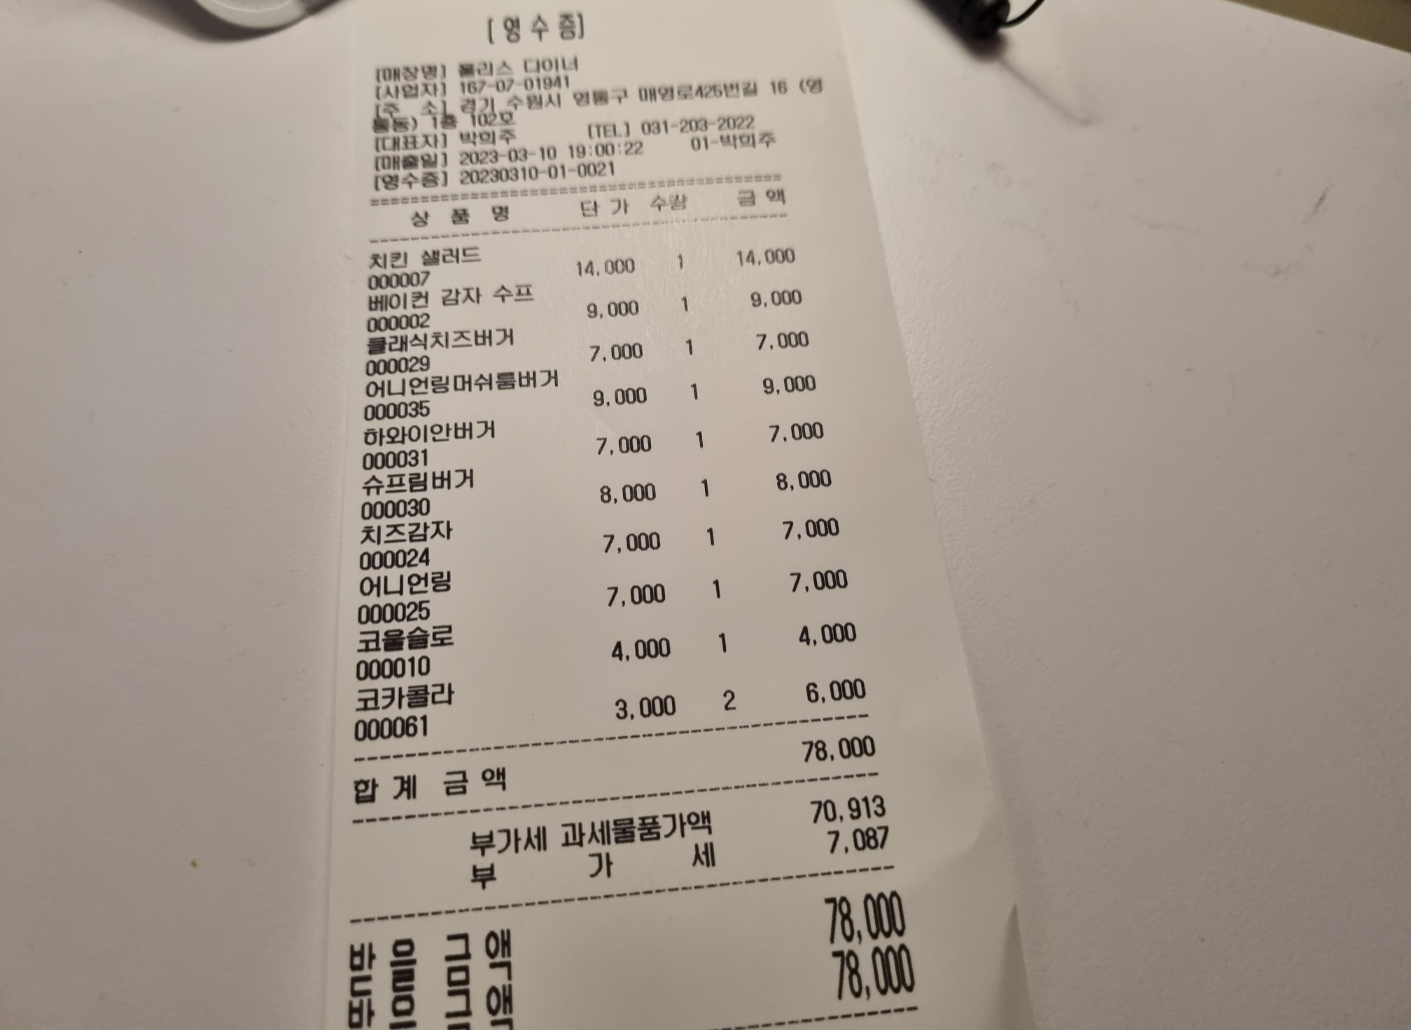 [영 수 증]
[매장명] 폴리스 다이너
[사업자] 167-07-01941
[주 소] 경기 수원시 영통구 매영로425번길 16 (영
통동) 1층 102호
[대표자] 박희주 [TEL] 031-203-2022
[매출일] 2023-03-10 19:00:22 01-박희주
[영수증] 20230310-01-0021
상 품 명 단 가 수량 금 액
치킨 샐러드
000007 14,000 1 14,000
베이컨 감자 수프
000002 9,000 1 9,000
클래식치즈버거
000029 7,000 1 7,000
어니언링머쉬룸버거
000035 9,000 1 9,000
하와이안버거
000031 7,000 1 7,000
슈프림버거
000030 8,000 1 8,000
치즈감자
000024 7,000 1 7,000
어니언링
000025 7,000 1 7,000
코울슬로
000010 4,000 1 4,000
코카콜라
000061 3,000 2 6,000
합 계 금 액 78,000
부가세 과세물품가액 70,913
부 가 세 7,087
받 을 금 액 78,000
받 은 금 액 78,000